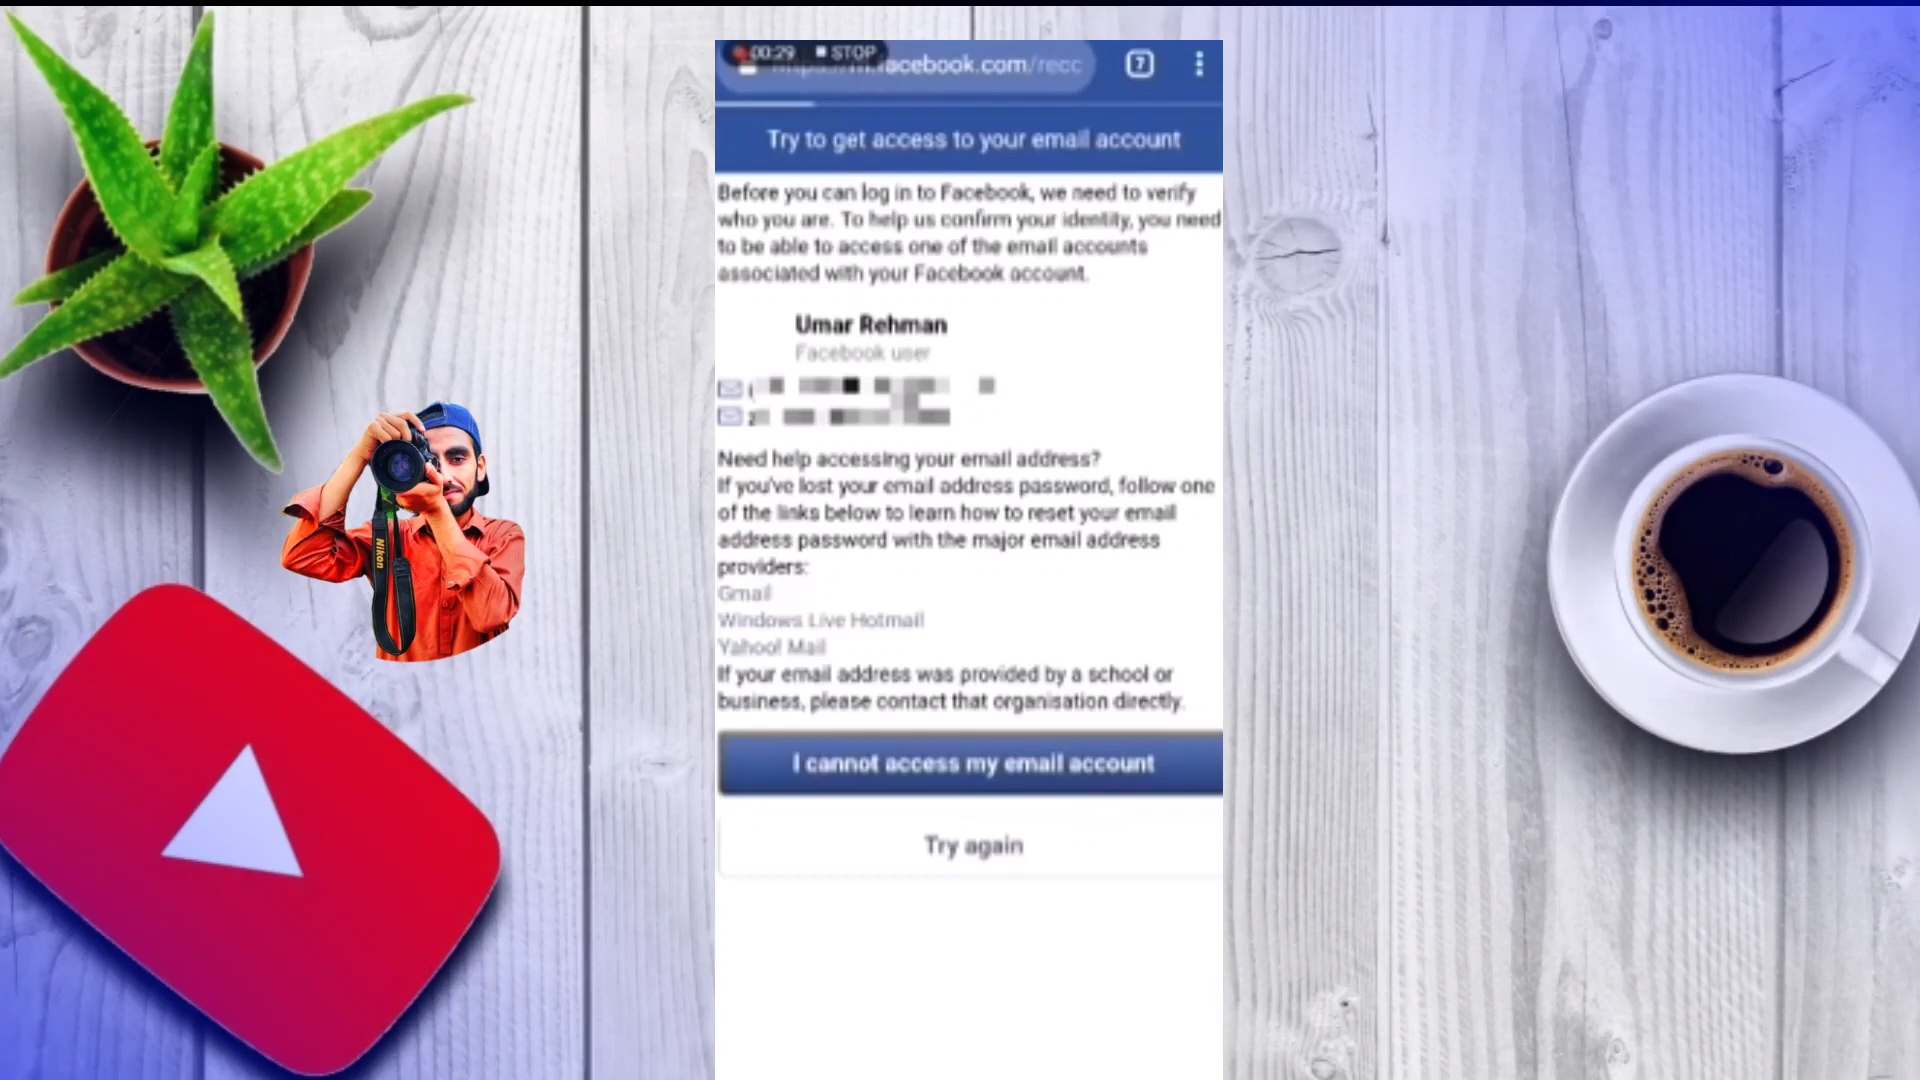 00:29 STOP
facebook.com/recc
7
Try to get access to your email account
Before you can log in to Facebook, we need to verify
who you are. To help us confirm your identity, you need
to be able to access one of the email accounts
associated with your Facebook account.
Umar Rehman
Facebook user
Need help accessing your email address?
If you've lost your email address password, follow one
of the links below to learn how to reset your email
address password with the major email address
providers:
Gmail
Windows Live Hotmail
Yahoo! Mail
If your email address was provided by a school or
business, please contact that organisation directly.
I cannot access my email account
Try again
Nikon